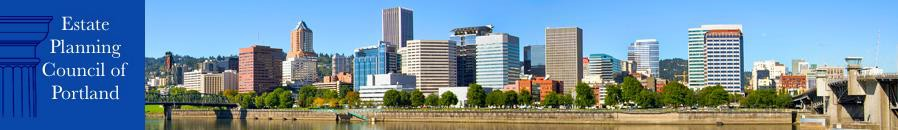 Estate
Planning
Council of
Portland